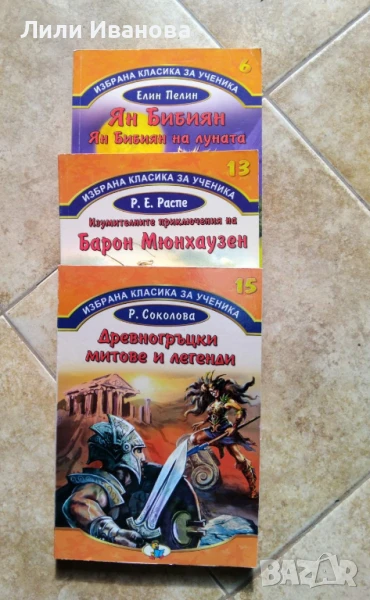 Лили Иванова
6
ИЗБРАНА КЛАСИКА ЗА УЧЕНИКА
Елин Пелин
Ян Бибиян
Ян Бибиян на луната
13
ИЗБРАНА КЛАСИКА ЗА УЧЕНИКА
Р. Е. Распе
Изумителните приключения на
Барон Мюнхаузен
15
ИЗБРАНА КЛАСИКА ЗА УЧЕНИКА
Р. Соколова
Древногръцки
митове и легенди
BAZAR